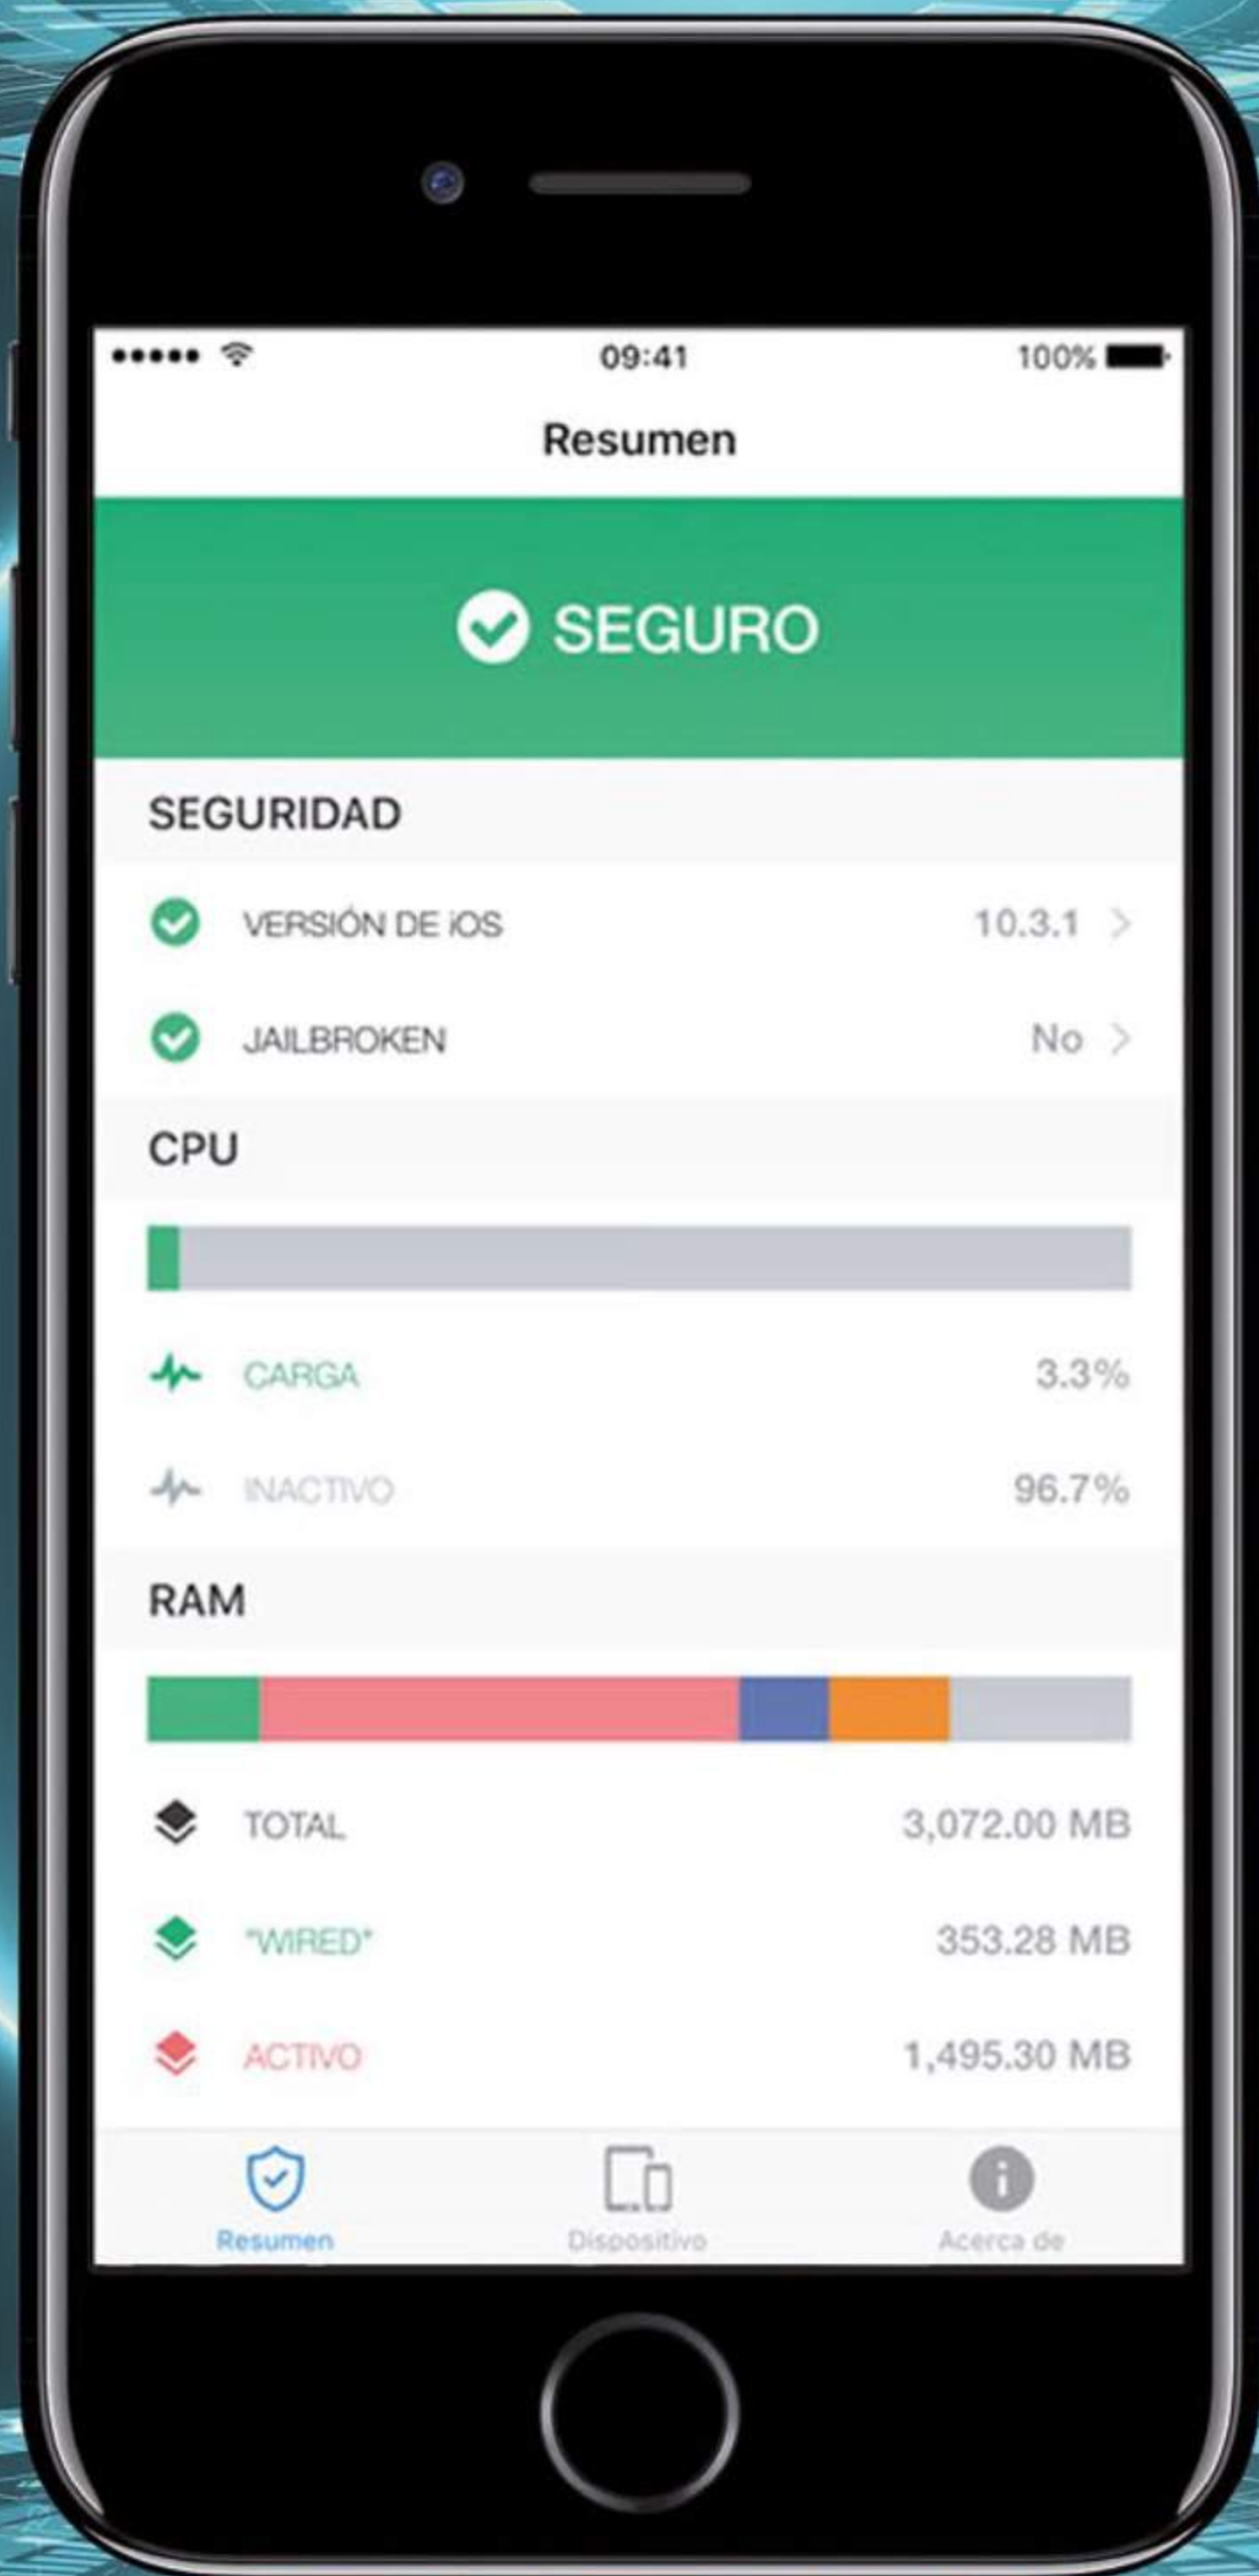 09:41 100%
Resumen
SEGURO
SEGURIDAD
VERSIÓN DE iOS 10.3.1
JAILBROKEN No
CPU
CARGA 3.3%
INACTIVO 96.7%
RAM
TOTAL 3,072.00 MB
"WIRED" 353.28 MB
ACTIVO 1,495.30 MB
Resumen Dispositivo Acerca de